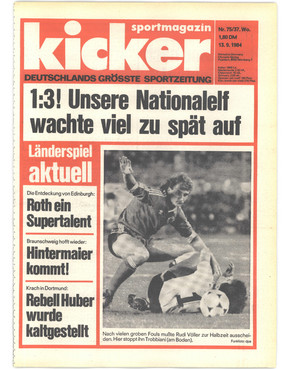 sportmagazin
kicker
Nr. 75/37. Wo.
1,90 DM
13. 9. 1984
DEUTSCHLANDS GRÖSSTE SPORTZEITUNG
1:3! Unsere Nationalelf
wachte viel zu spät auf
Länderspiel
aktuell
Die Entdeckung von Edinburgh:
Roth ein
Supertalent
Braunschweig hofft wieder:
Hintermaier
kommt!
Krach in Dortmund:
Rebell Huber
wurde
kaltgestellt
Nach vielen groben Fouls mußte Rudi Völler zur Halbzeit ausschei-
den. Hier stoppt ihn Trobbiani (am Boden).
Funkfoto: dpa